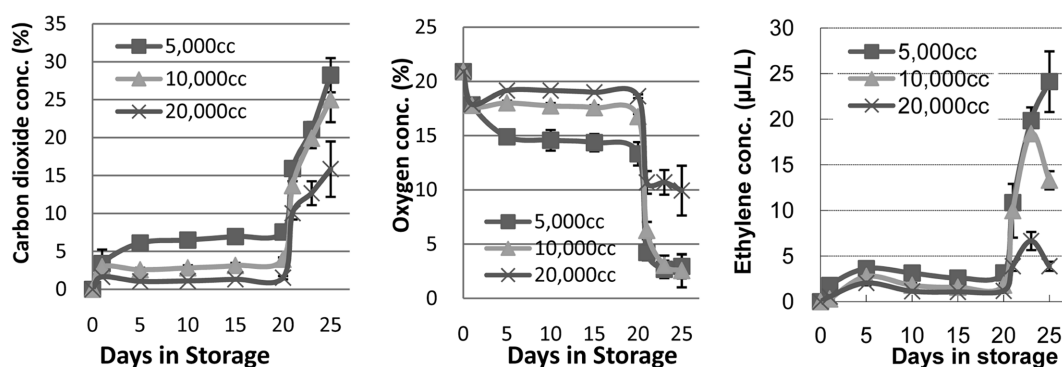 Carbon dioxide conc. (%)
35
30
25
20
15
10
5
0
5,000cc
10,000cc
20,000cc
0 5 10 15 20 25
Days in Storage
Oxygen conc. (%)
25
20
15
10
5
0
5,000cc
10,000cc
20,000cc
0 5 10 15 20 25
Days in Storage
Ethylene conc. (µL/L)
30
25
20
15
10
5
0
5,000cc
10,000cc
20,000cc
0 5 10 15 20 25
Days in storage